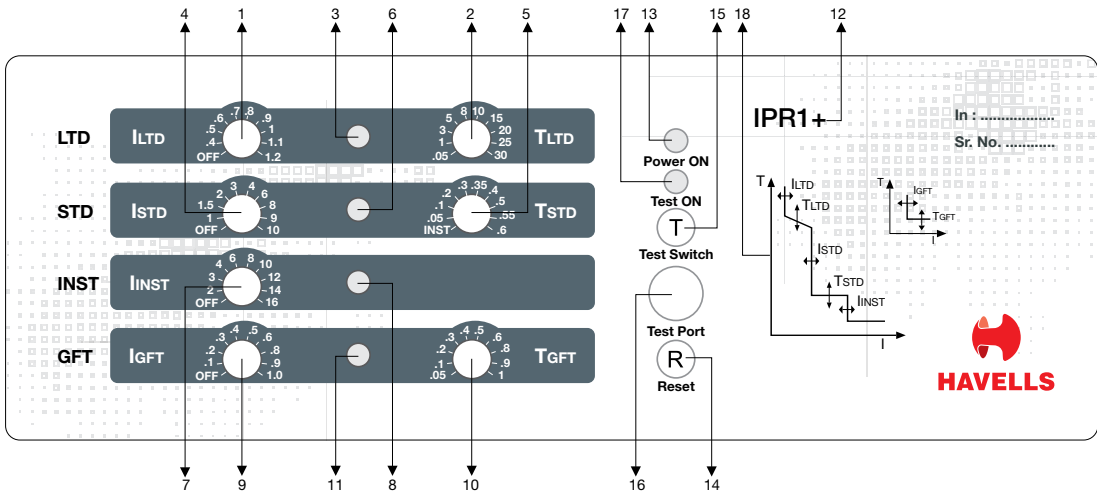 4 1 3 6 2 5 17 13 15 18 12
LTD ILTD OFF .4 .5 .6 .7 .8 .9 1 1.1 1.2
.05 1 3 5 8 10 15 20 25 30 TLTD
STD ISTD OFF 1 1.5 2 3 4 6 8 9 10
INST .05 .1 .2 .3 .35 .4 .5 .55 .6 TSTD
INST IINST OFF 2 3 4 6 8 10 12 14 16
GFT IGFT OFF .1 .2 .3 .4 .5 .6 .8 .9 1.0
.05 .1 .2 .3 .4 .5 .6 .8 .9 1 TGFT
Power ON
Test ON
T
Test Switch
Test Port
R
Reset
IPR1+
In : ..................
Sr. No. ............
T
ILTD
TLTD
ISTD
TSTD
IINST
I
T
IGFT
TGFT
I
HAVELLS
7 9 11 8 10 16 14